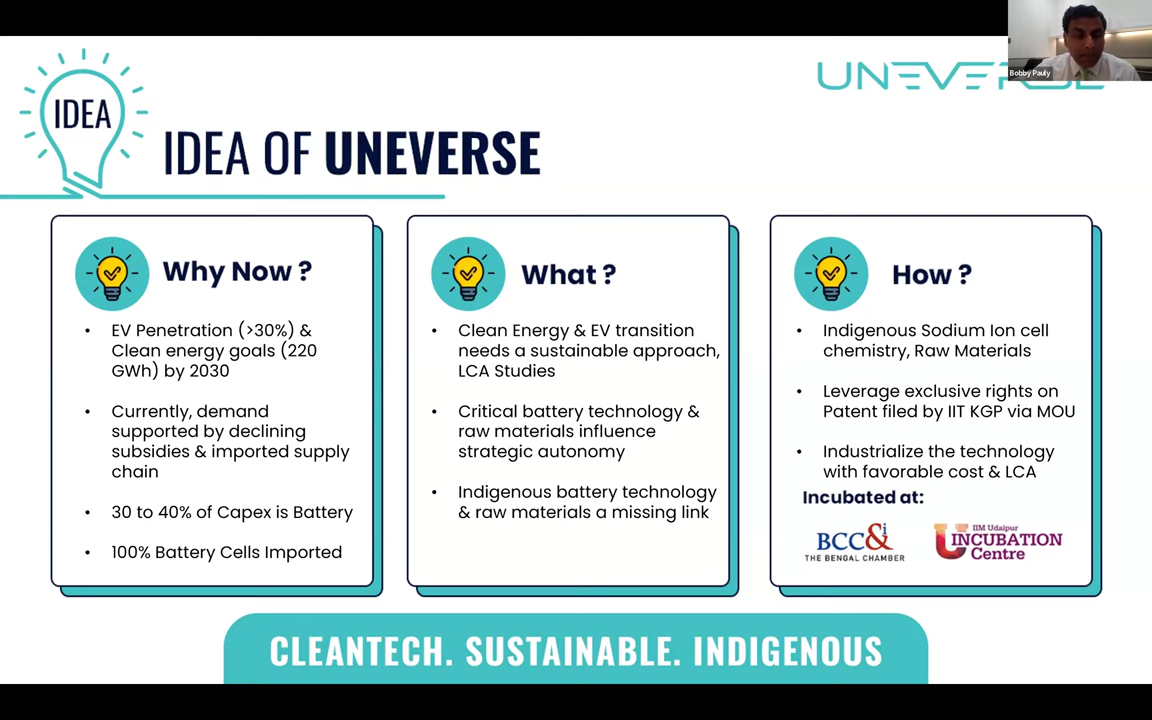 Bobby Pauly
IDEA
IDEA OF UNEVERSE
Why Now ?
• EV Penetration (>30%) &
Clean energy goals (220
GWh) by 2030
• Currently, demand
supported by declining
subsidies & imported supply
chain
• 30 to 40% of Capex is Battery
• 100% Battery Cells Imported
What ?
• Clean Energy & EV transition
needs a sustainable approach,
LCA Studies
• Critical battery technology &
raw materials influence
strategic autonomy
• Indigenous battery technology
& raw materials a missing link
How ?
• Indigenous Sodium Ion cell
chemistry, Raw Materials
• Leverage exclusive rights on
Patent filed by IIT KGP via MOU
• Industrialize the technology
with favorable cost & LCA
Incubated at:
BCC&i
THE BENGAL CHAMBER
IIM Udaipur
INCUBATION
Centre
CLEANTECH. SUSTAINABLE. INDIGENOUS